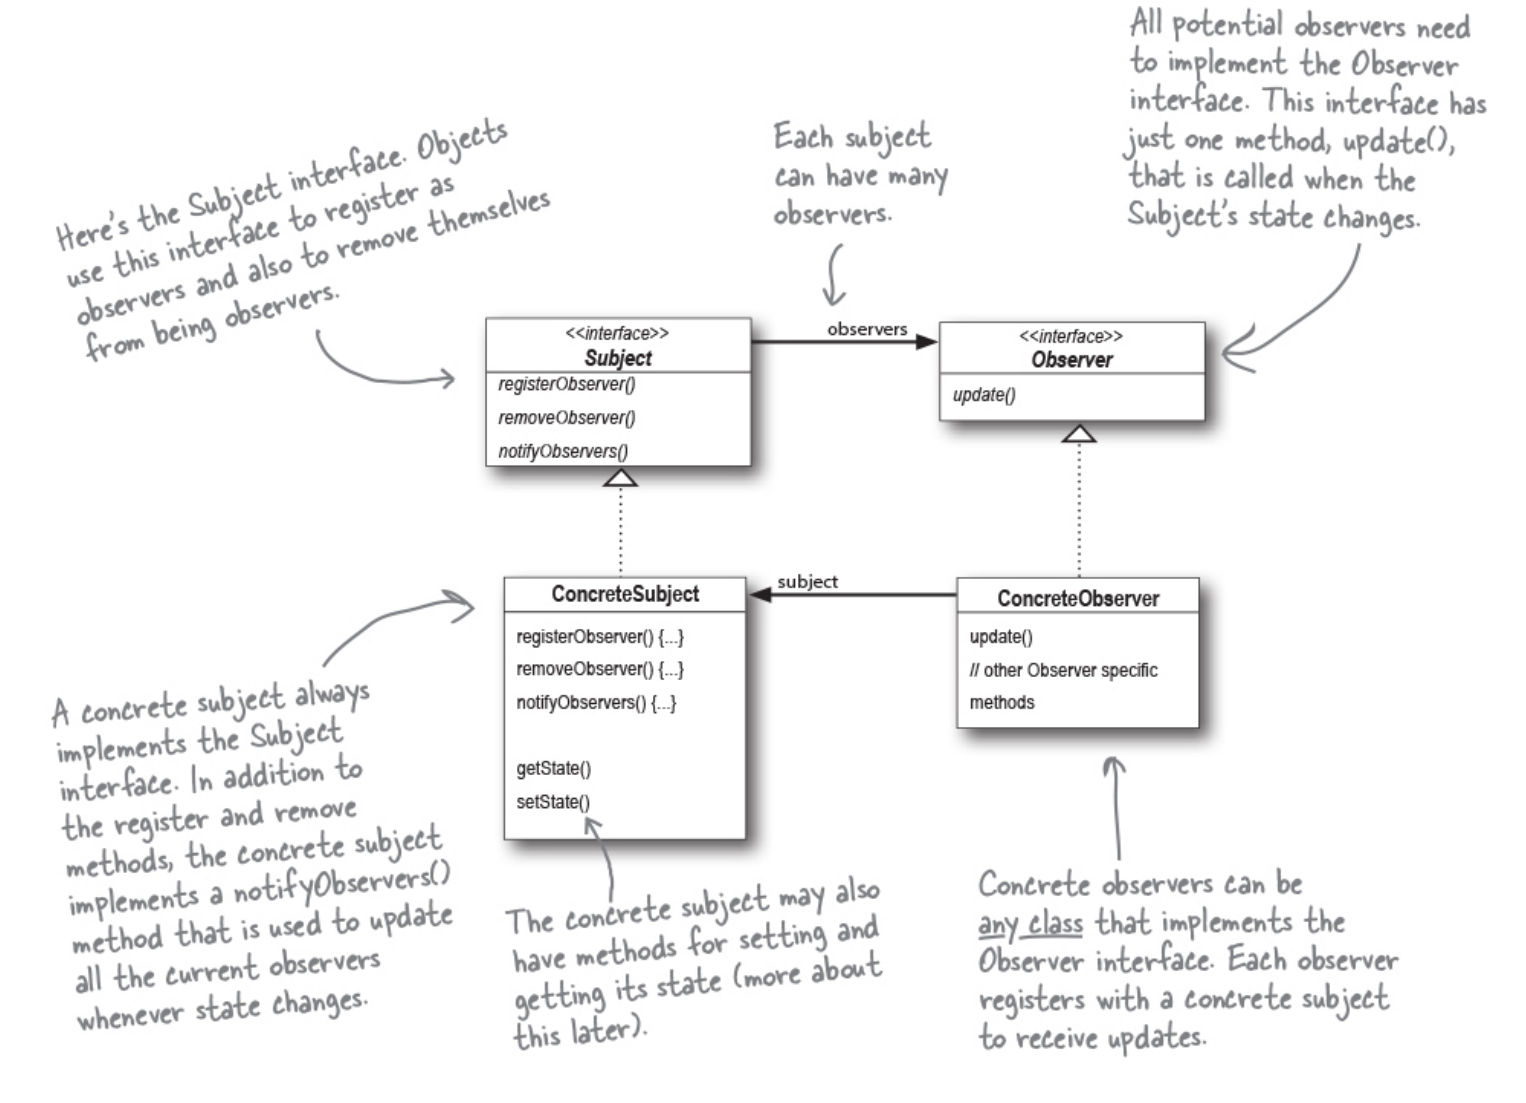 All potential observers need
to implement the Observer
interface. This interface has
just one method, update(),
that is called when the
Subject's state changes.
Each subject
can have many
observers.
Here's the Subject interface. Objects
use this interface to register as
observers and also to remove themselves
from being observers.
observers
<<interface>>
Subject
registerObserver()
removeObserver()
notifyObservers()
<<interface>>
Observer
update()
subject
ConcreteSubject
registerObserver() {...}
removeObserver() {...}
notifyObservers() {...}
getState()
setState()
ConcreteObserver
update()
// other Observer specific
methods
A concrete subject always
implements the Subject
interface. In addition to
the register and remove
methods, the concrete subject
implements a notifyObservers()
method that is used to update
all the current observers
whenever state changes.
The concrete subject may also
have methods for setting and
getting its state (more about
this later).
Concrete observers can be
any class that implements the
Observer interface. Each observer
registers with a concrete subject
to receive updates.